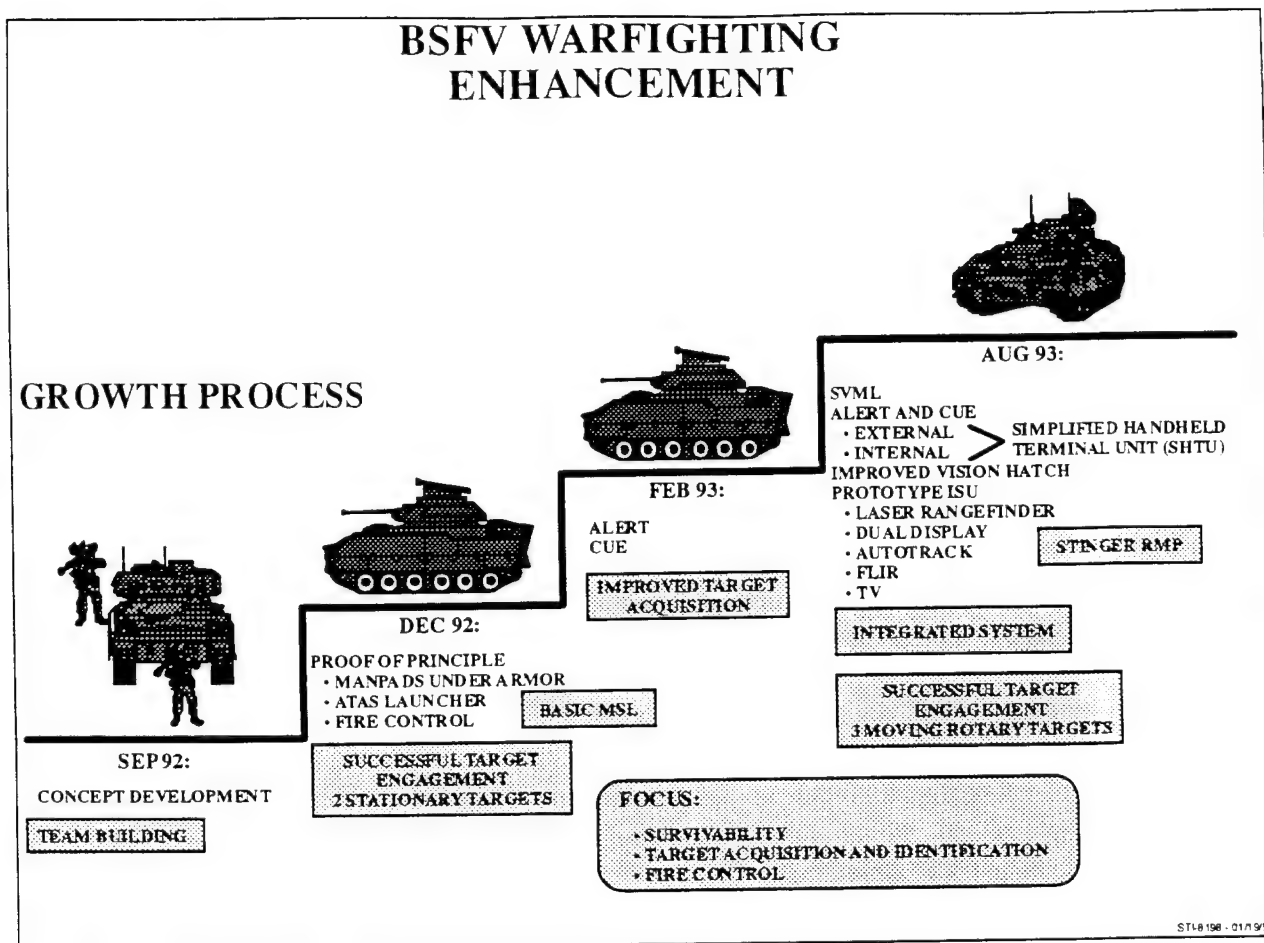 BSFV WARFIGHTING
ENHANCEMENT
GROWTH PROCESS
SEP 92:
CONCEPT DEVELOPMENT
TEAM BUILDING
DEC 92:
PROOF OF PRINCIPLE
• MANPADS UNDER ARMOR
• ATAS LAUNCHER
• FIRE CONTROL
BASIC MSL
SUCCESSFUL TARGET
ENGAGEMENT
2 STATIONARY TARGETS
FEB 93:
ALERT
CUE
IMPROVED TARGET
ACQUISITION
AUG 93:
SVML
ALERT AND CUE
• EXTERNAL
• INTERNAL
SIMPLIFIED HANDHELD
TERMINAL UNIT (SHTU)
IMPROVED VISION HATCH
PROTOTYPE ISU
• LASER RANGEFINDER
• DUAL DISPLAY
• AUTOTRACK
• FLIR
• TV
STINGER RMP
INTEGRATED SYSTEM
SUCCESSFUL TARGET
ENGAGEMENT
3 MOVING ROTARY TARGETS
FOCUS:
• SURVIVABILITY
• TARGET ACQUISITION AND IDENTIFICATION
• FIRE CONTROL